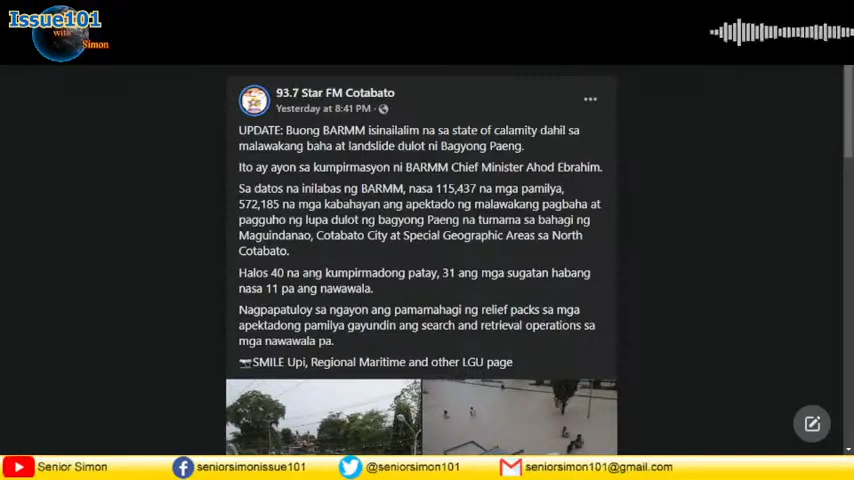 Issue101
with
Simon
93.7 Star FM Cotabato
Yesterday at 8:41 PM ·
UPDATE: Buong BARMM isinailalim na sa state of calamity dahil sa
malawakang baha at landslide dulot ni Bagyong Paeng.
Ito ay ayon sa kumpirmasyon ni BARMM Chief Minister Ahod Ebrahim.
Sa datos na inilabas ng BARMM, nasa 115,437 na mga pamilya,
572,185 na mga kabahayan ang apektado ng malawakang pagbaha at
pagguho ng lupa dulot ng bagyong Paeng na tumama sa bahagi ng
Maguindanao, Cotabato City at Special Geographic Areas sa North
Cotabato.
Halos 40 na ang kumpirmadong patay, 31 ang mga sugatan habang
nasa 11 pa ang nawawala.
Nagpapatuloy sa ngayon ang pamamahagi ng relief packs sa mga
apektadong pamilya gayundin ang search and retrieval operations sa
mga nawawala pa.
SMILE Upi, Regional Maritime and other LGU page
Senior Simon
seniorsimonissue101
@seniorsimon101
seniorsimon101@gmail.com